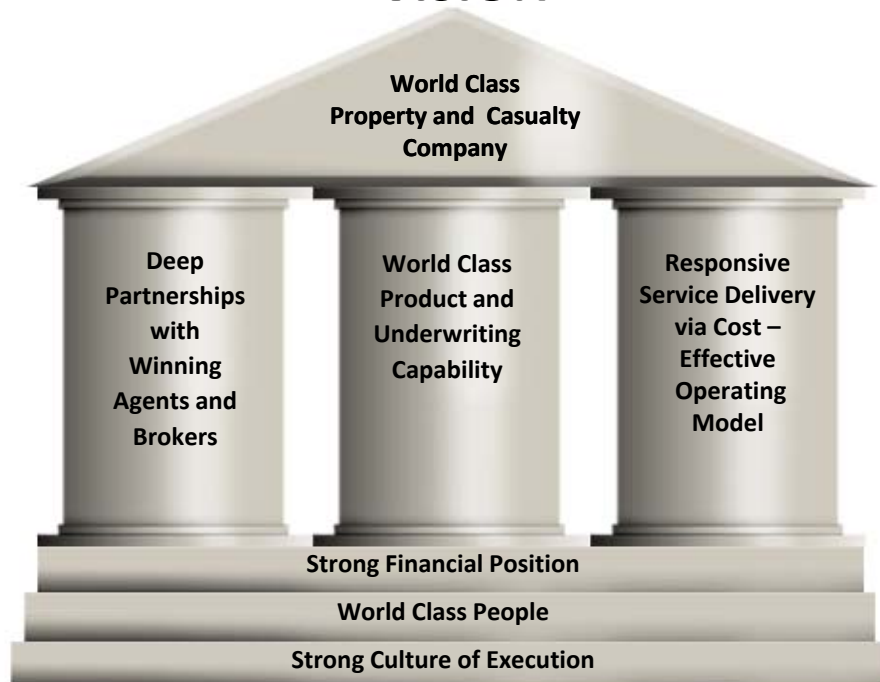 World Class
Property and Casualty
Company
Deep
Partnerships
with
Winning
Agents and
Brokers
World Class
Product and
Underwriting
Capability
Responsive
Service Delivery
via Cost –
Effective
Operating
Model
Strong Financial Position
World Class People
Strong Culture of Execution